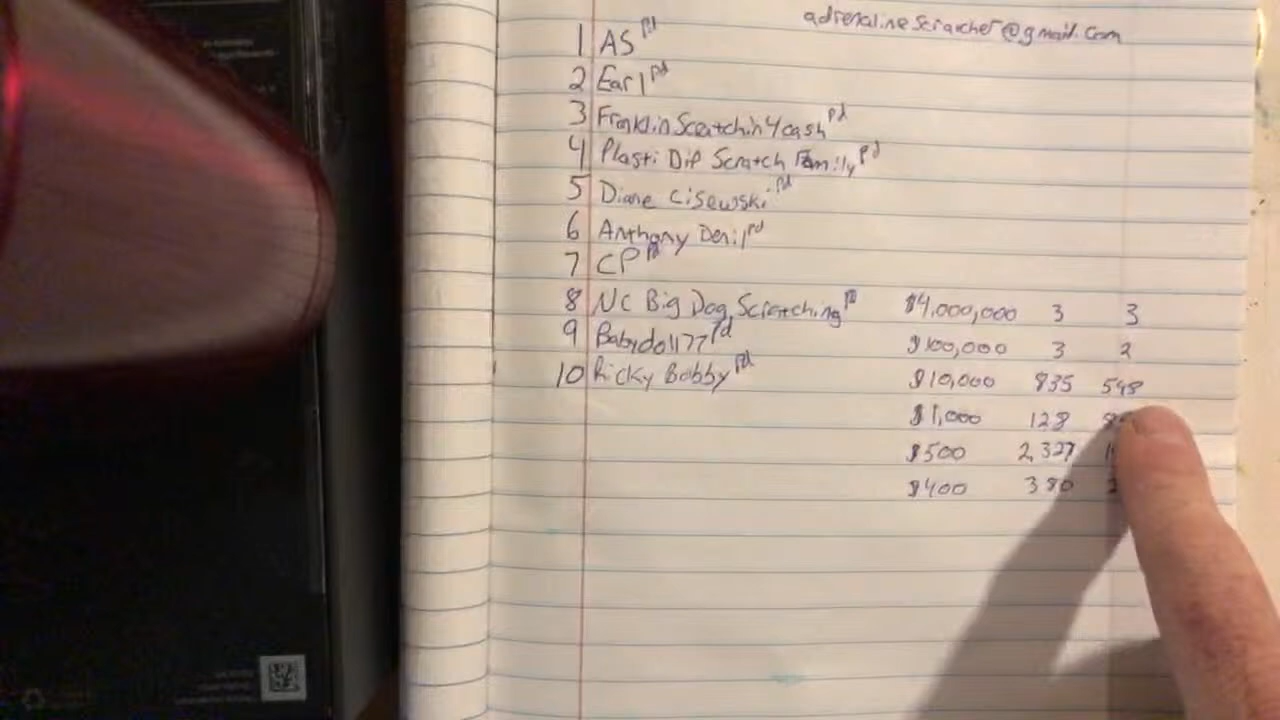 adrenalinescratcher@gmail.com
1 AS Pd
2 Earl Pd
3 FranklinScratchin4cash Pd
4 Plasti Dip Scratch Family Pd
5 Diane Cisewski Pd
6 Anthony Denil Pd
7 CP Pd
8 NC Big Dog Scratching Pd $4,000,000 3 3
9 Babydoll77 Pd $100,000 3 2
10 Ricky Bobby Pd $10,000 835 548
$1,000 128
$500 2,327
$400 380